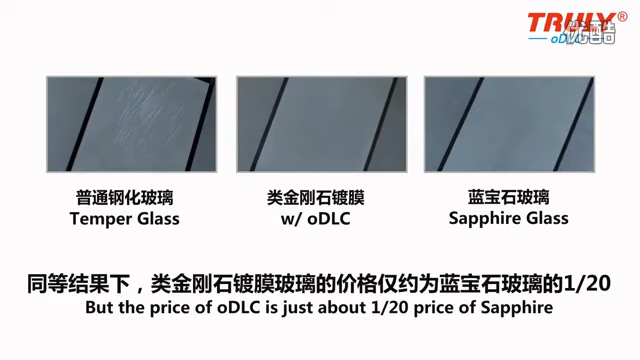 TRULY®
oDLC
优酷
普通钢化玻璃
Temper Glass
类金刚石镀膜
w/ oDLC
蓝宝石玻璃
Sapphire Glass
同等结果下，类金刚石镀膜玻璃的价格仅约为蓝宝石玻璃的1/20
But the price of oDLC is just about 1/20 price of Sapphire